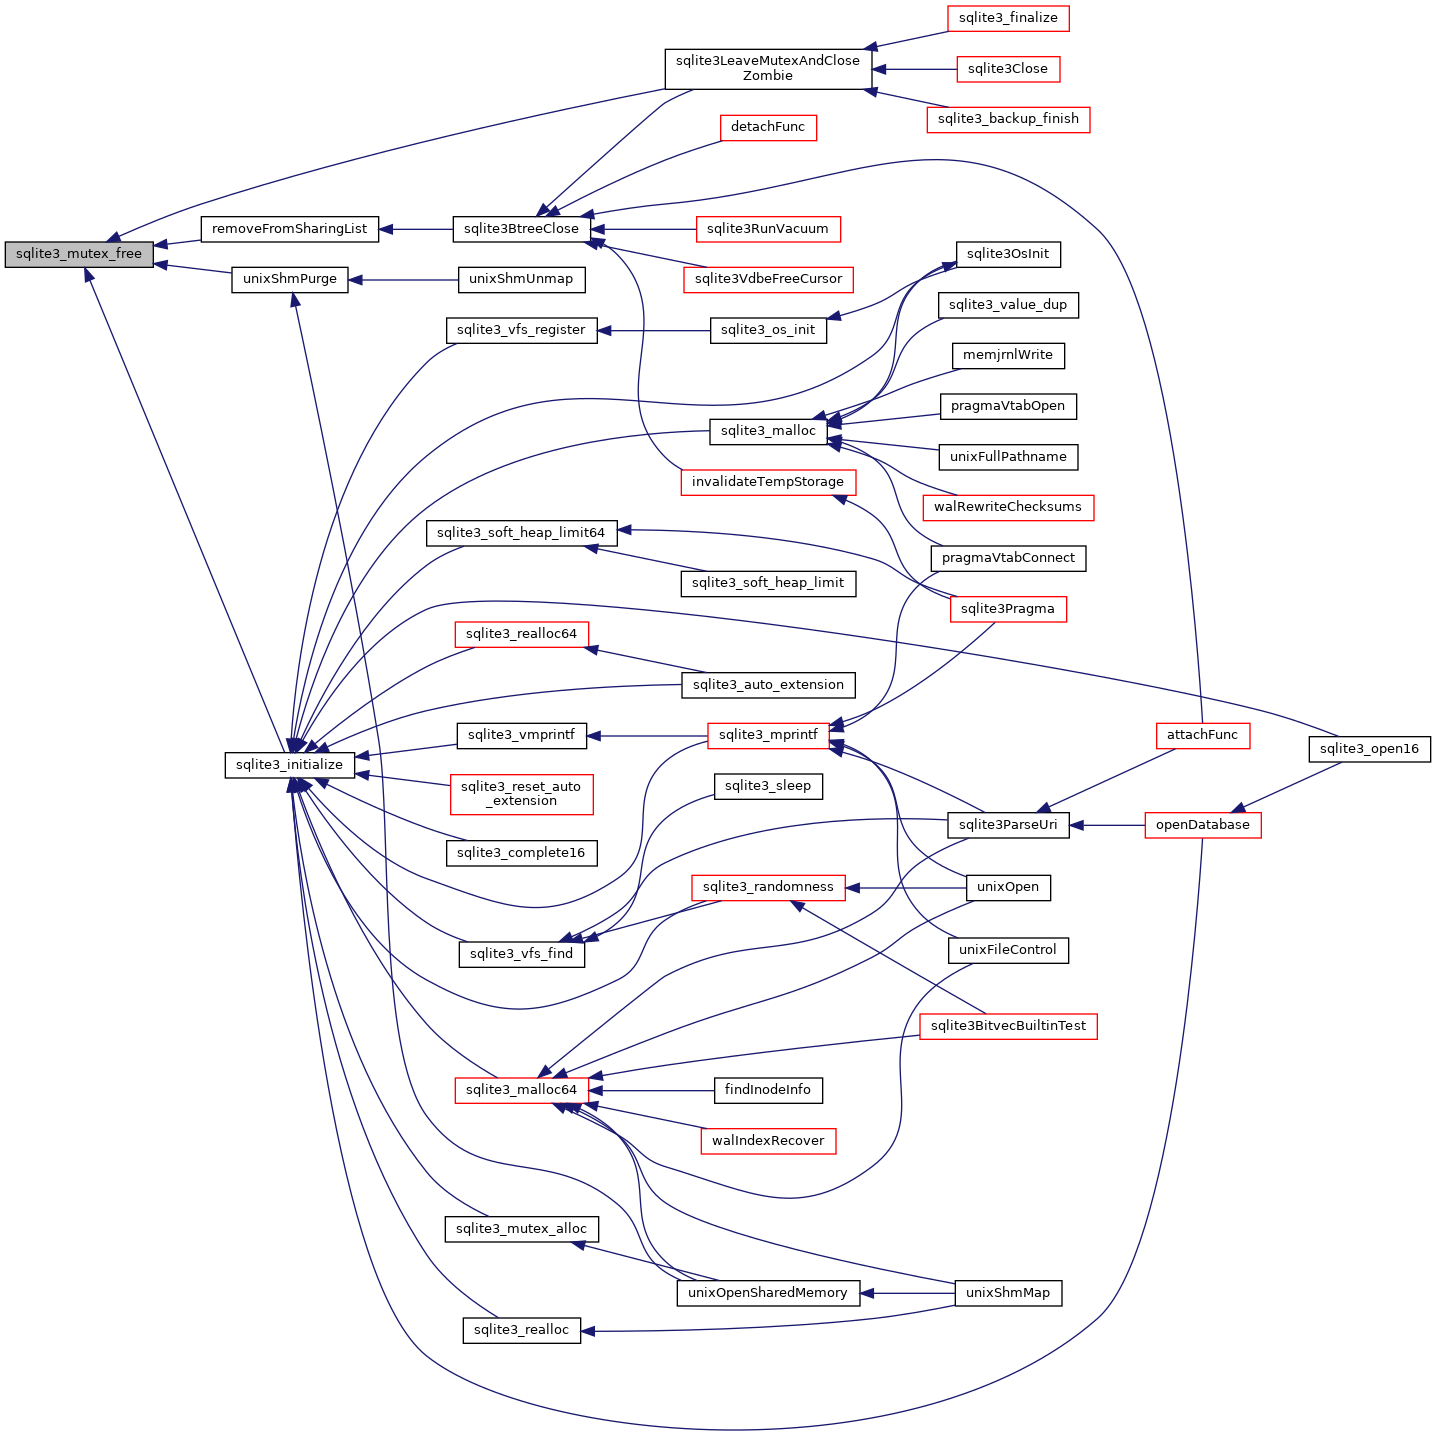 sqlite3_finalize
sqlite3LeaveMutexAndClose
Zombie
sqlite3Close
sqlite3_backup_finish
detachFunc
removeFromSharingList
sqlite3BtreeClose
sqlite3RunVacuum
sqlite3_mutex_free
sqlite3OsInit
unixShmPurge
unixShmUnmap
sqlite3VdbeFreeCursor
sqlite3_value_dup
sqlite3_vfs_register
sqlite3_os_init
memjrnlWrite
pragmaVtabOpen
sqlite3_malloc
unixFullPathname
invalidateTempStorage
walRewriteChecksums
sqlite3_soft_heap_limit64
pragmaVtabConnect
sqlite3_soft_heap_limit
sqlite3Pragma
sqlite3_realloc64
sqlite3_auto_extension
sqlite3_vmprintf
sqlite3_mprintf
attachFunc
sqlite3_open16
sqlite3_initialize
sqlite3_reset_auto
_extension
sqlite3_sleep
sqlite3ParseUri
openDatabase
sqlite3_complete16
sqlite3_randomness
unixOpen
sqlite3_vfs_find
unixFileControl
sqlite3BitvecBuiltinTest
sqlite3_malloc64
findInodeInfo
walIndexRecover
sqlite3_mutex_alloc
unixOpenSharedMemory
unixShmMap
sqlite3_realloc